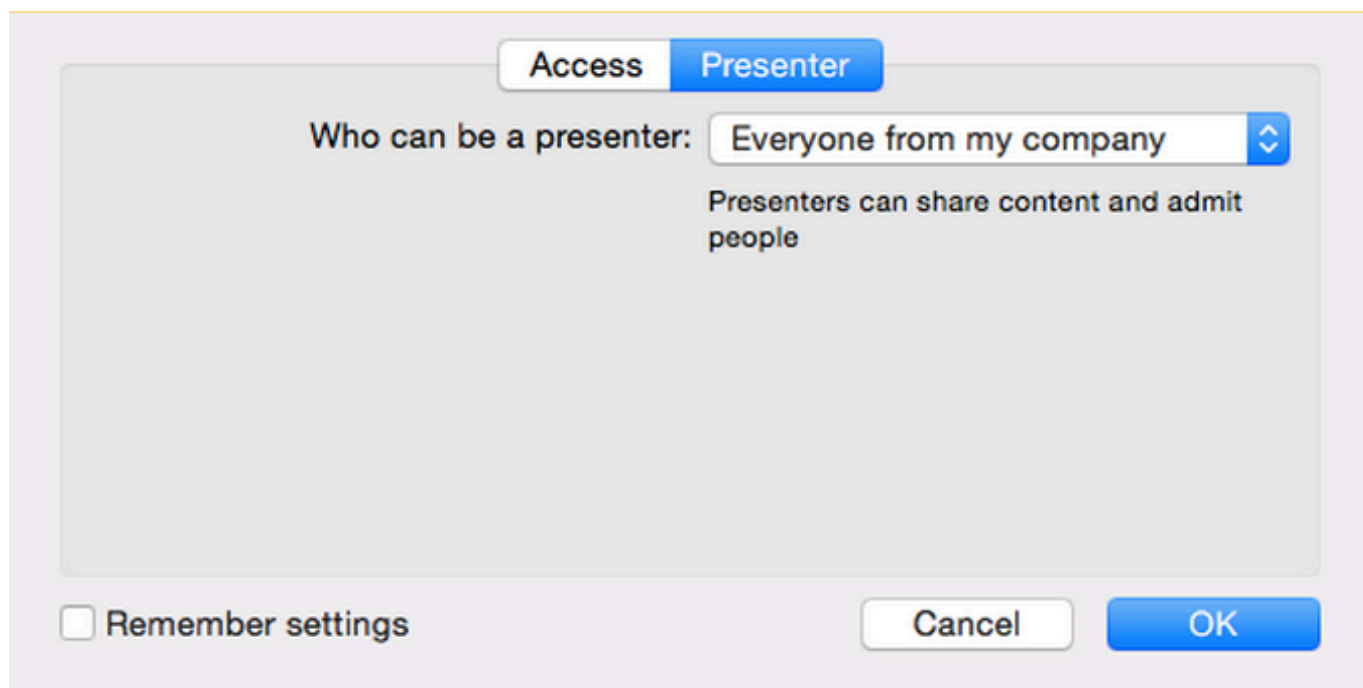 Access Presenter
Who can be a presenter: Everyone from my company
Presenters can share content and admit
people
Remember settings Cancel OK